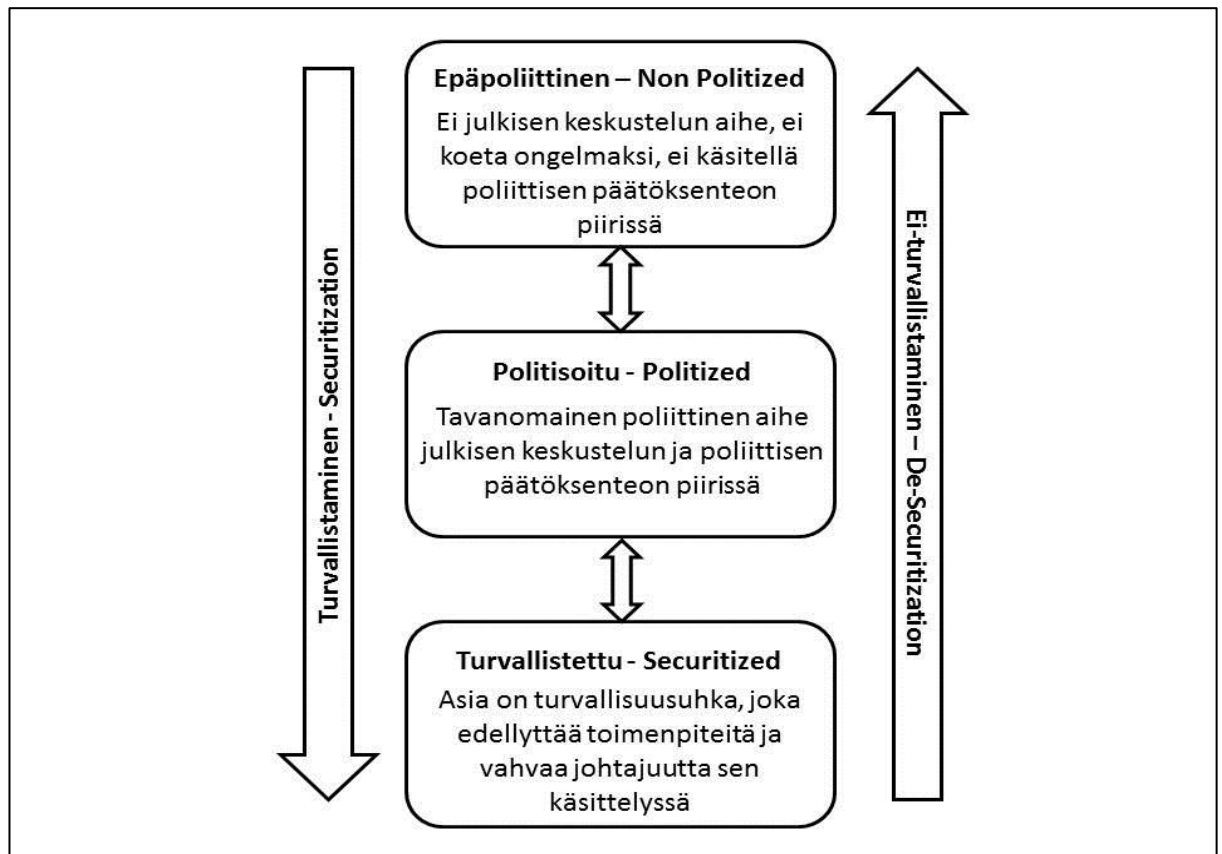 Turvallistaminen - Securitization
Epäpoliittinen – Non Politized
Ei julkisen keskustelun aihe, ei
koeta ongelmaksi, ei käsitellä
poliittisen päätöksenteon
piirissä
Politisoitu - Politized
Tavanomainen poliittinen aihe
julkisen keskustelun ja poliittisen
päätöksenteon piirissä
Turvallistettu - Securitized
Asia on turvallisuusuhka, joka
edellyttää toimenpiteitä ja
vahvaa johtajuutta sen
käsittelyssä
Ei-turvallistaminen – De-Securitization